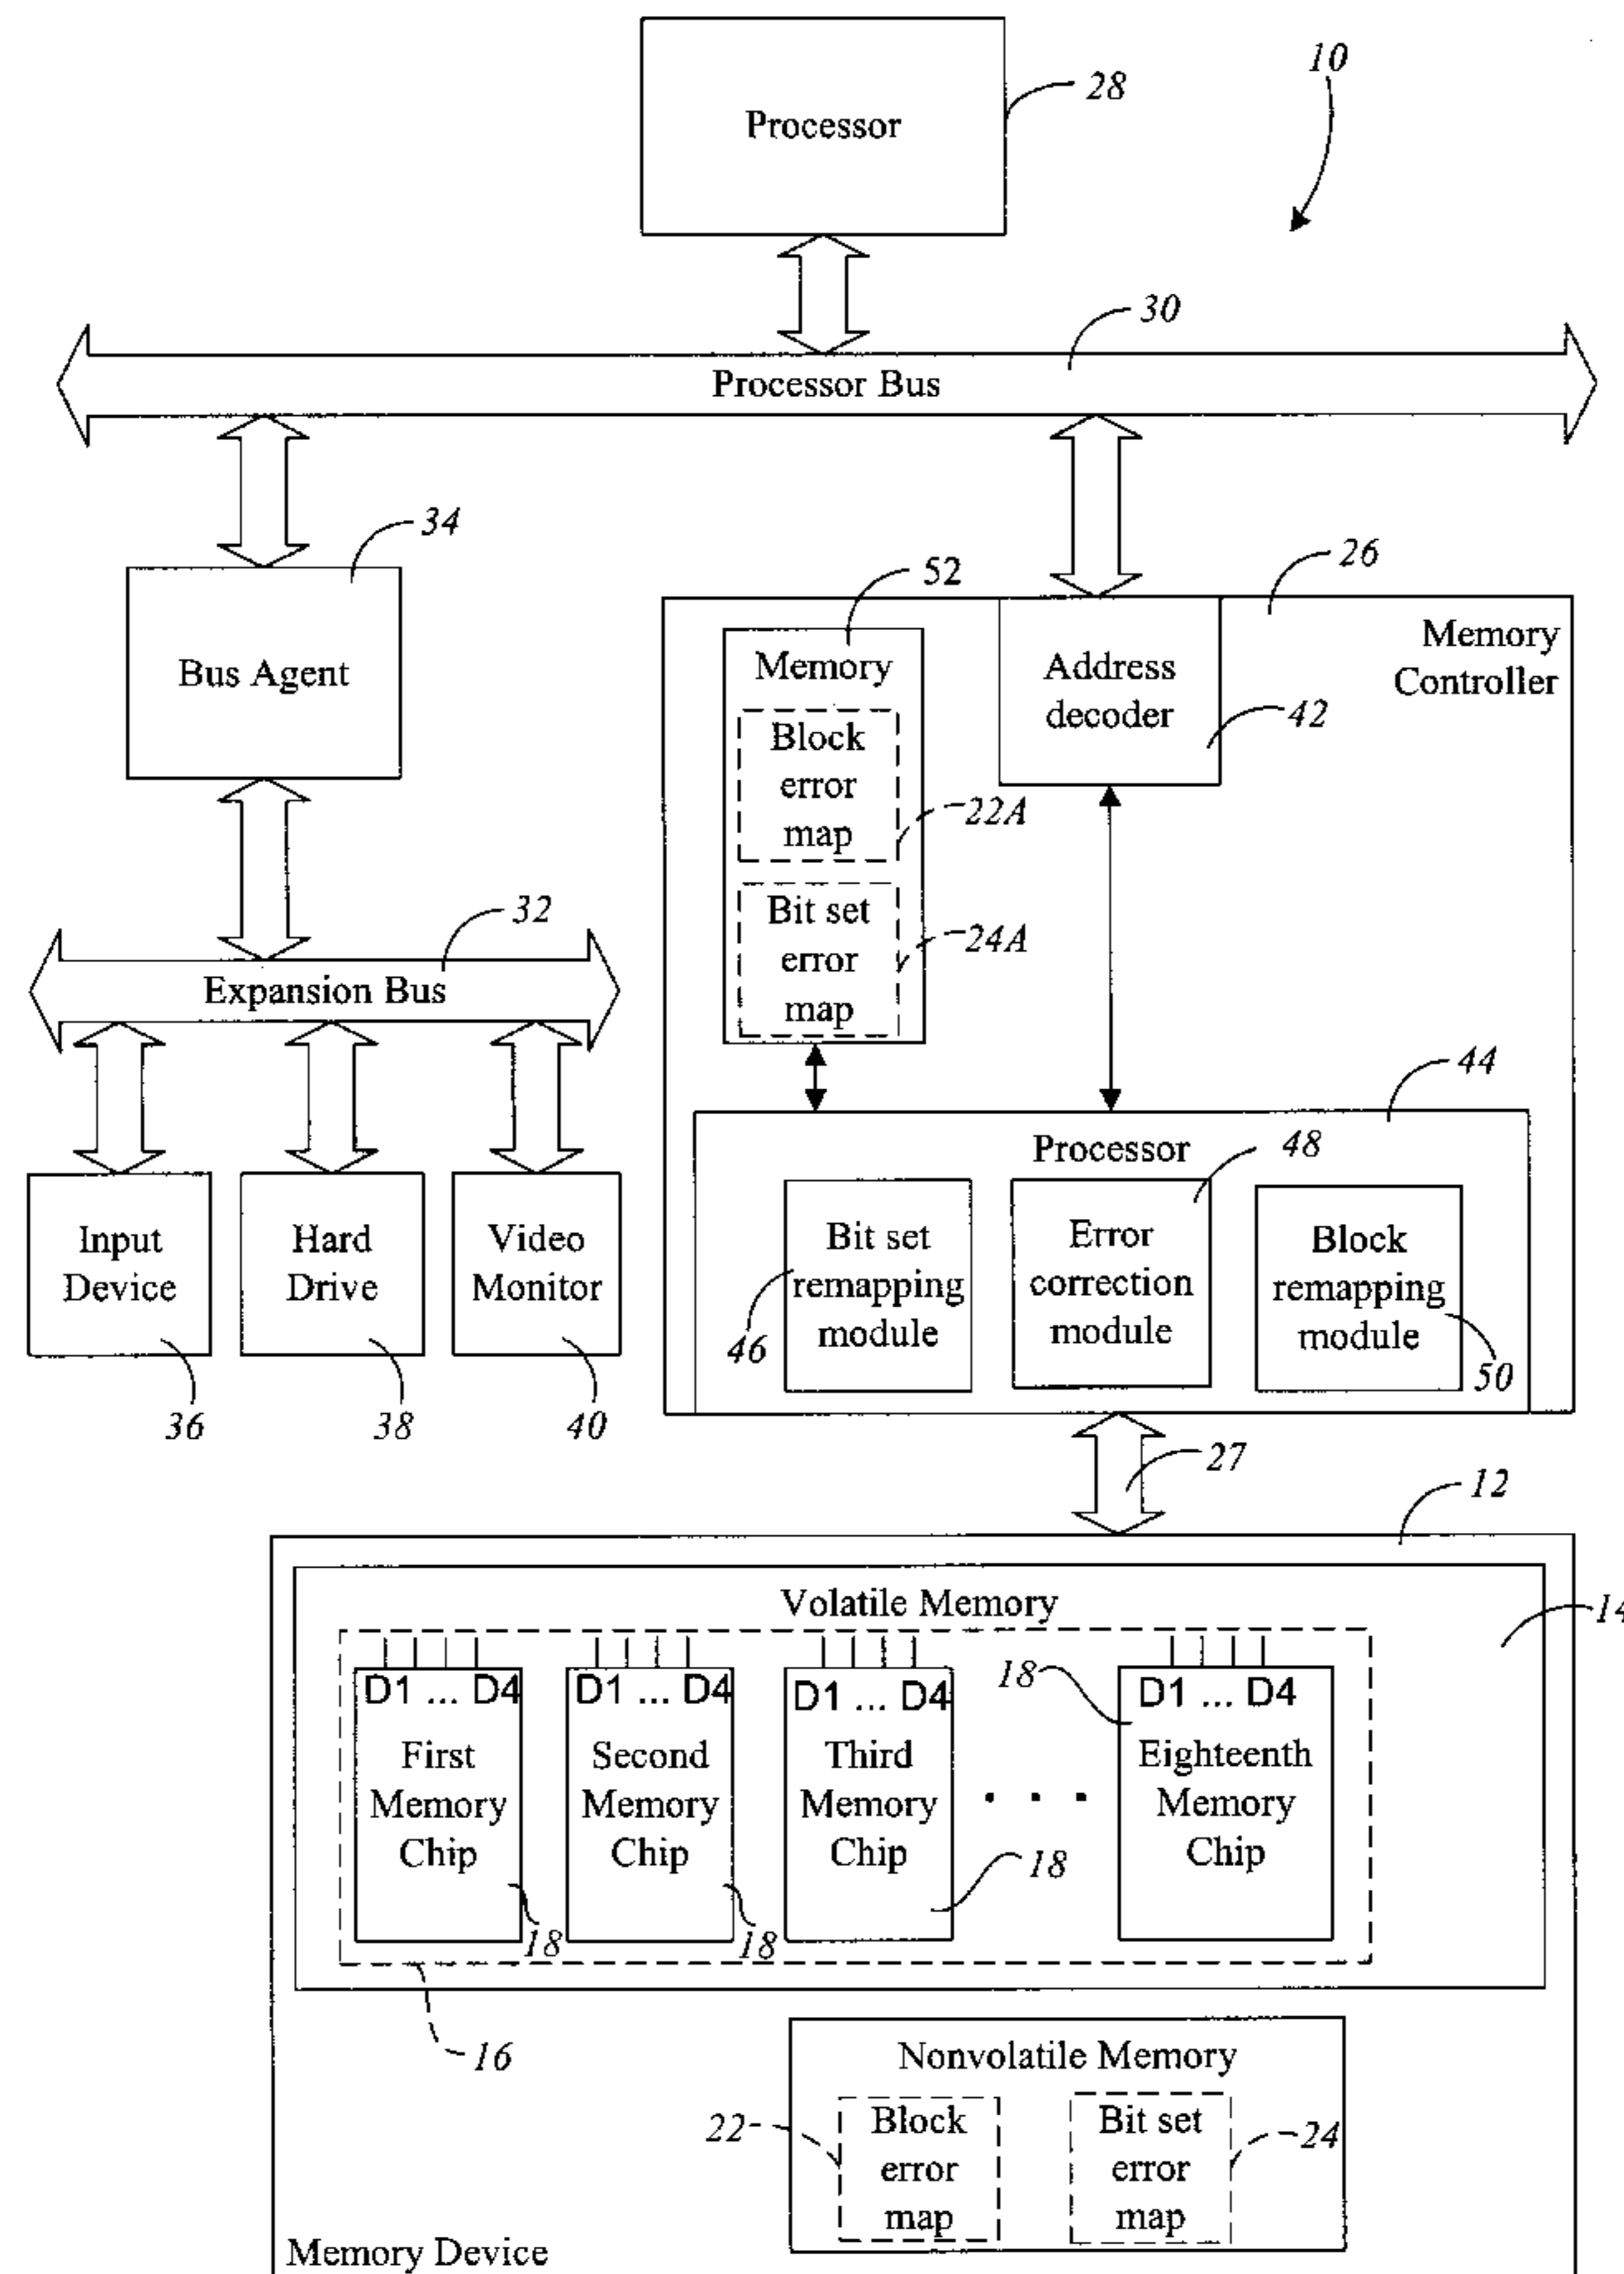 10
Processor
28
30
Processor Bus
34
Bus Agent
26
Memory
Controller
52
Memory
Block
error
map
22A
Bit set
error
map
24A
Address
decoder
42
32
Expansion Bus
Input
Device
36
Hard
Drive
38
Video
Monitor
40
44
Processor
48
Bit set
remapping
module
46
Error
correction
module
Block
remapping
module
50
27
12
Volatile Memory
14
D1 ... D4
First
Memory
Chip
18
D1 ... D4
Second
Memory
Chip
18
D1 ... D4
Third
Memory
Chip
18
. . .
18
D1 ... D4
Eighteenth
Memory
Chip
16
Nonvolatile Memory
22
Block
error
map
Bit set
error
map
24
Memory Device